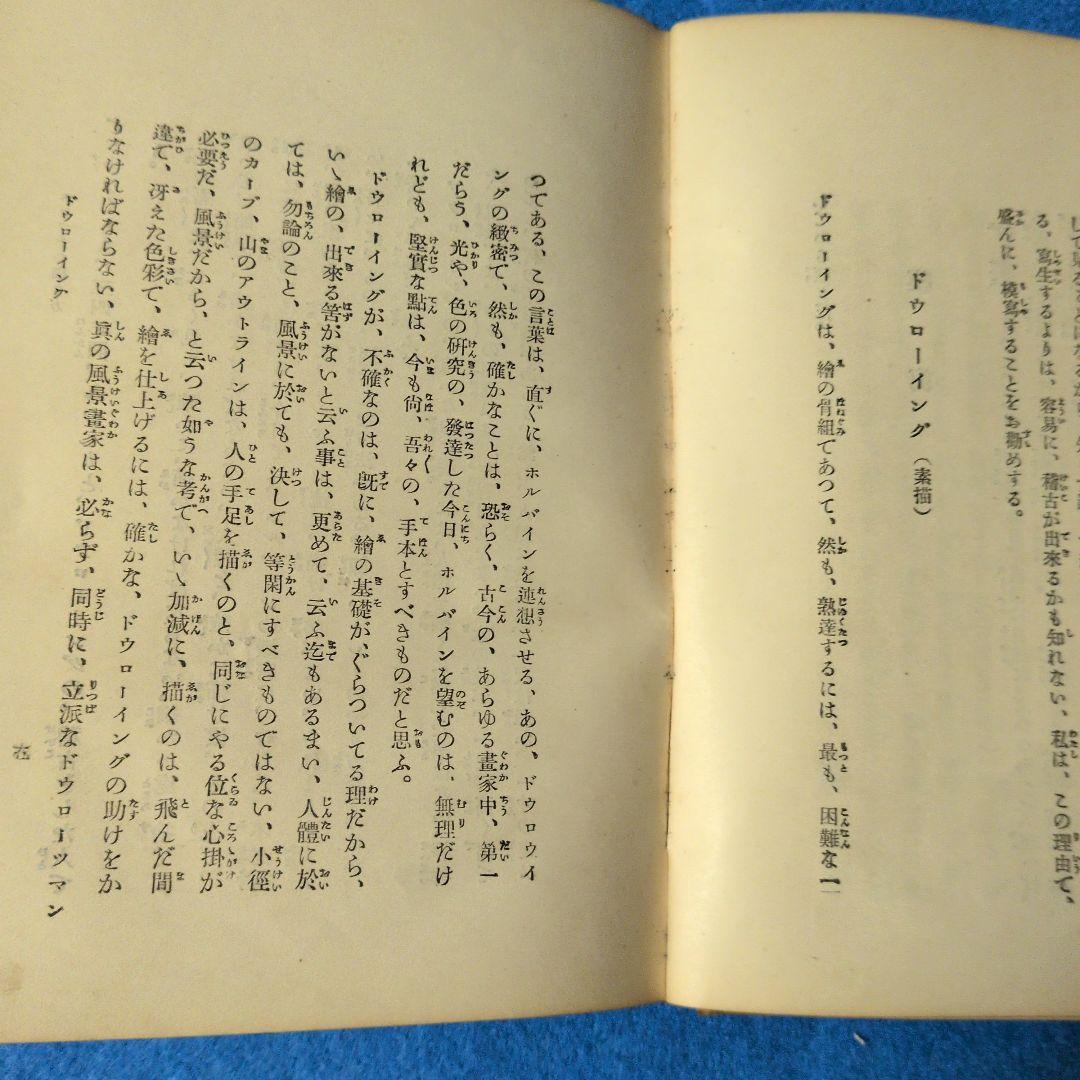 る、寫生するよりは、容易に、稽古が出來るかも知れない、私は、この理由で、
盛んに、模寫することをお勤めする。
ドウローイング（素描）
ドウローイングは、繪の骨組であつて、然も、熟達するには、最も、困難な一
つである、この言葉は、直ぐに、ホルバインを連想させる、あの、ドウロウイ
ングの緻密で、然も、確かなことは、恐らく、古今の、あらゆる畫家中、第一
だらう、光や、色の研究の、發達した今日、ホルバインを望むのは、無理だけ
れども、堅實な點は、今も尙、吾々の、手本とすべきものだと思ふ。
ドウローイングが、不確なのは、旣に、繪の基礎が、ぐらついてる理だから、
いゝ繪の、出來る筈がないと云ふ事は、更めて、云ふ迄もあるまい、人體に於
ては、勿論のこと、風景に於ても、決して、等閑にすべきものではない、小徑
のカーブ、山のアウトラインは、人の手足を描くのと、同じにやる位な心掛が
必要だ、風景だから、と云つた如うな考で、いゝ加減に、描くのは、飛んだ間
違で、冴えた色彩で、繪を仕上げるには、確かな、ドウローイングの助けをか
りなければならない、眞の風景畫家は、必らず、同時に、立派なドウローツマン
ドウローイング